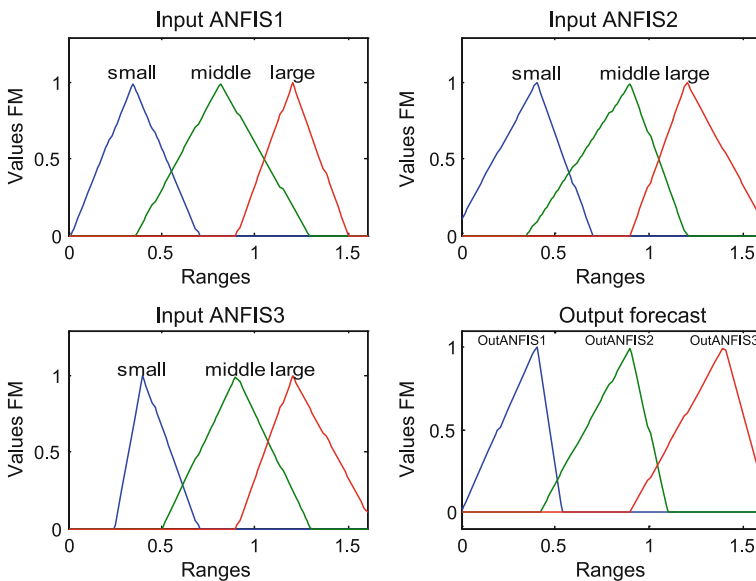 Input ANFIS1
small middle large
Values FM
1
0.5
0
0 0.5 1 1.5
Ranges
Input ANFIS2
small middle large
Values FM
1
0.5
0
0 0.5 1 1.5
Ranges
Input ANFIS3
small middle large
Values FM
1
0.5
0
0 0.5 1 1.5
Ranges
Output forecast
OutANFIS1 OutANFIS2 OutANFIS3
Values FM
1
0.5
0
0 0.5 1 1.5
Ranges